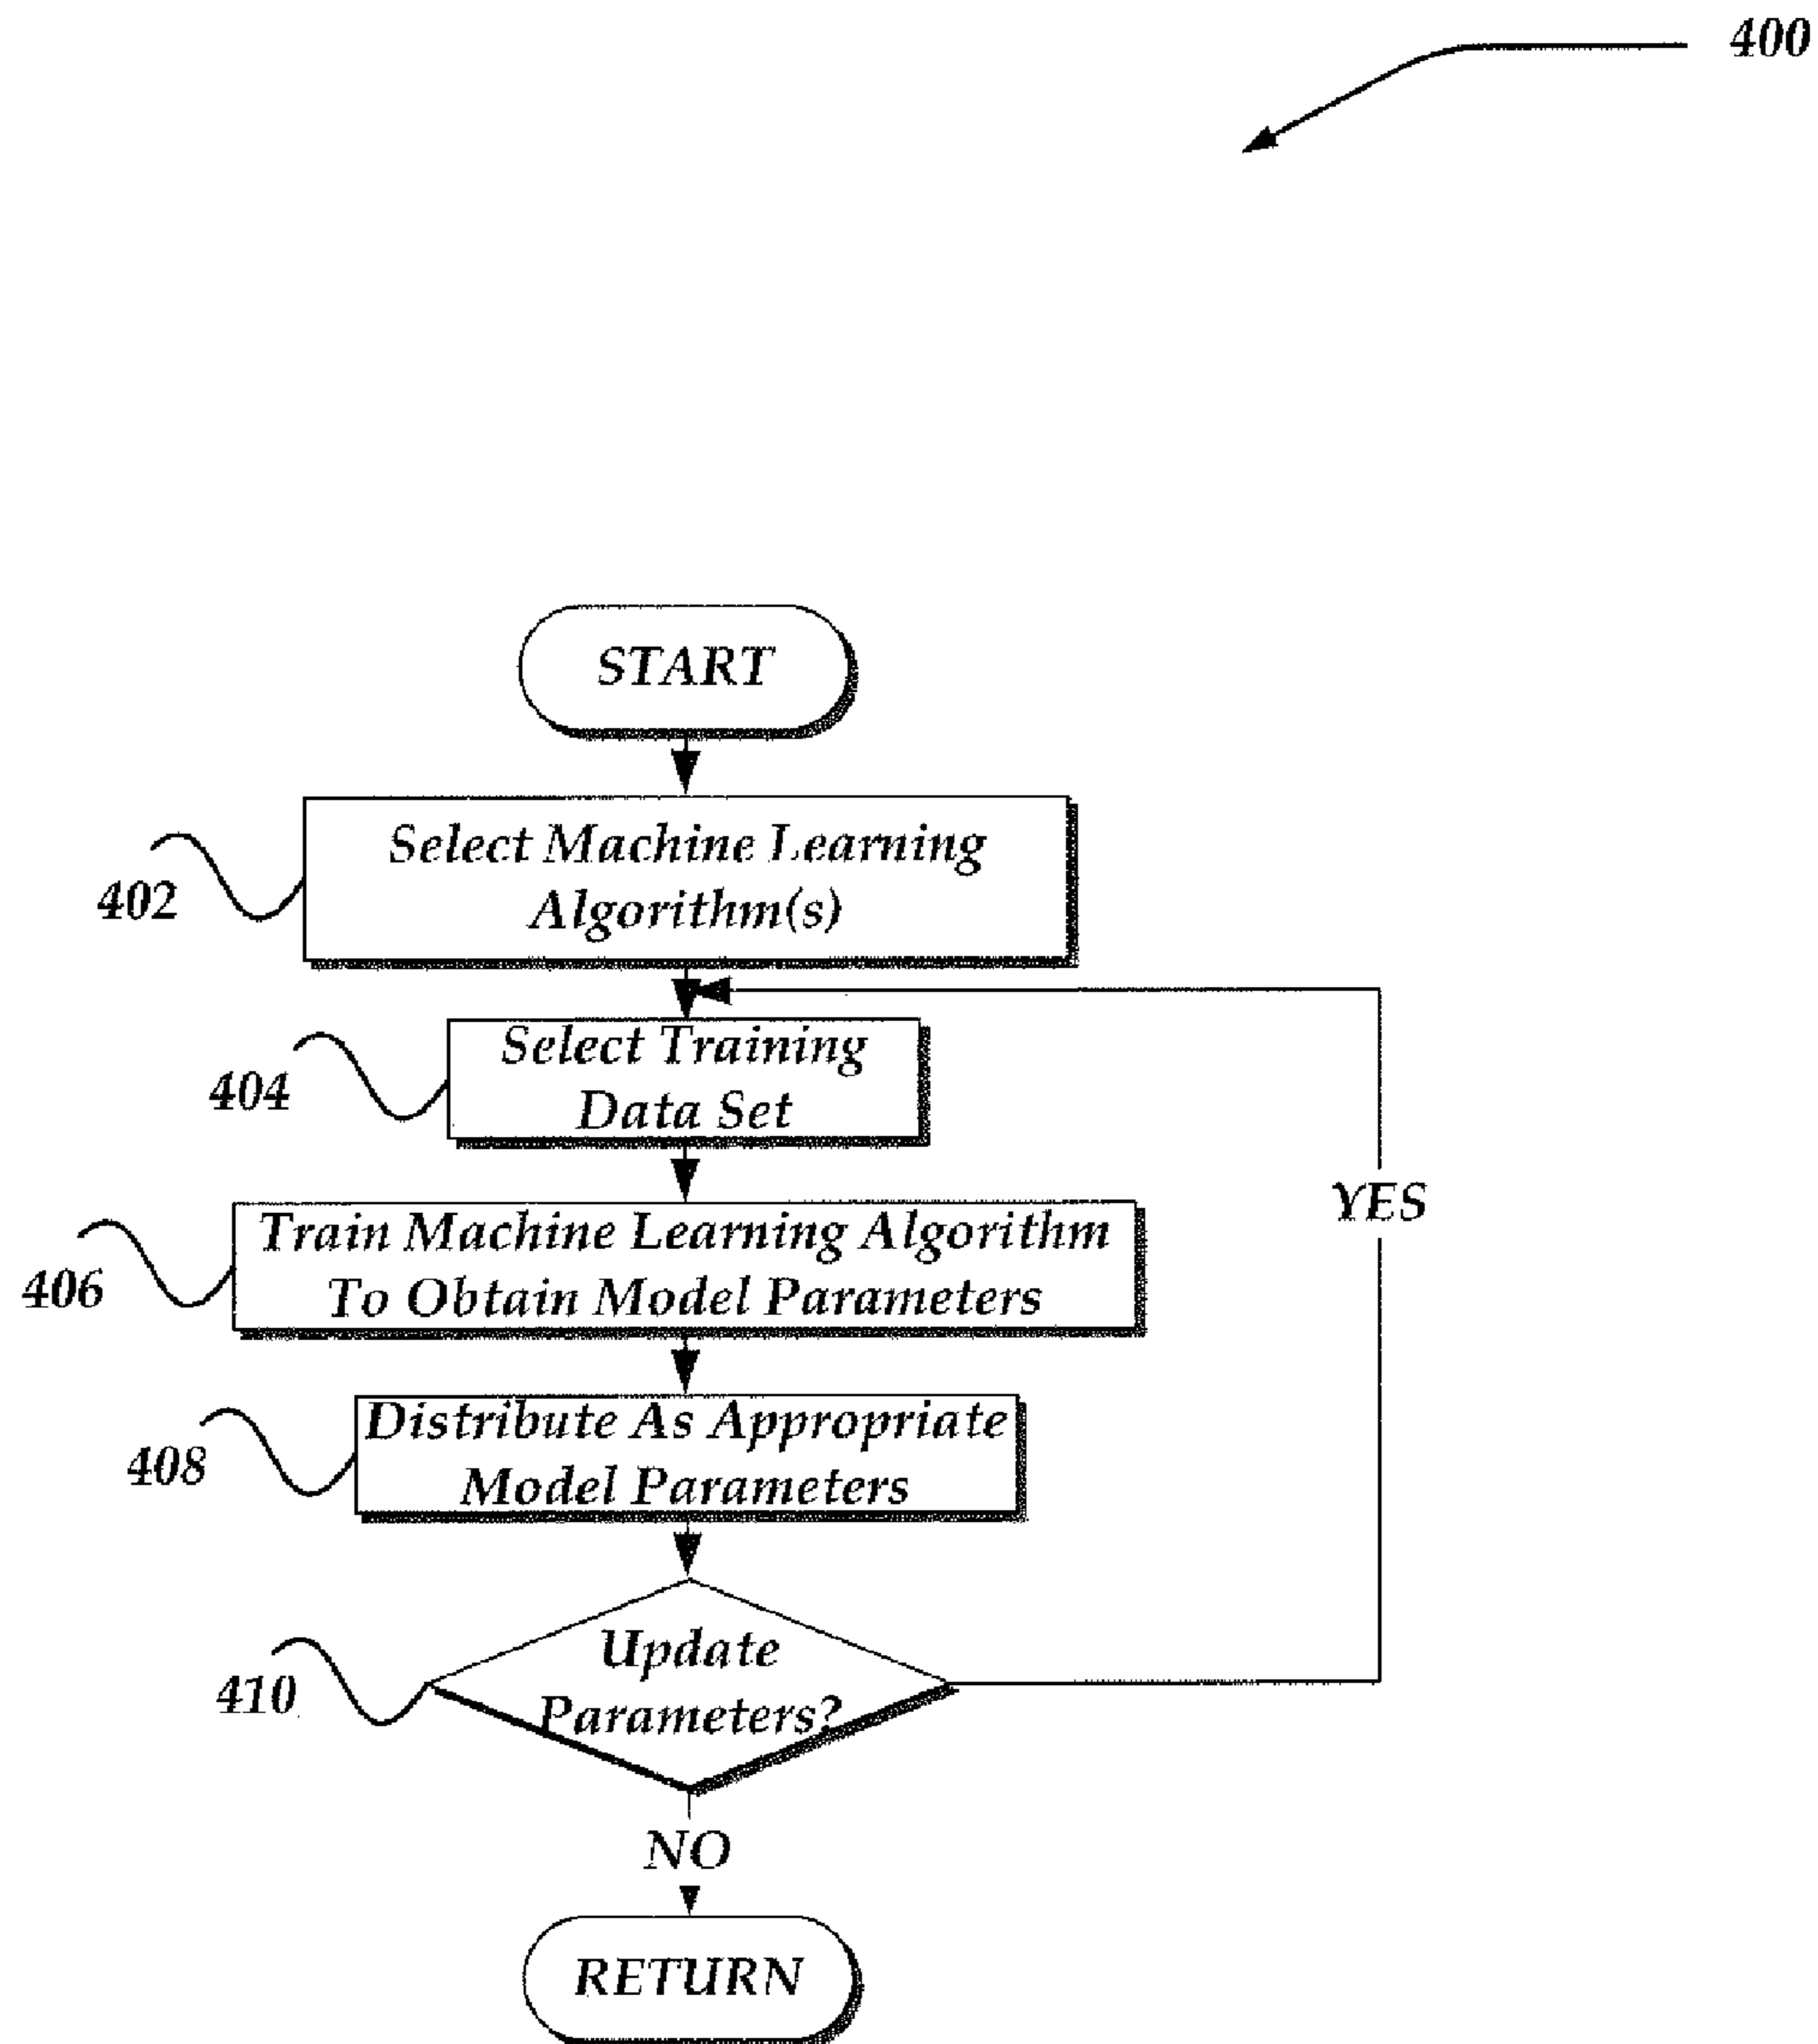 400
START
402
Select Machine Learning
Algorithm(s)
404
Select Training
Data Set
406
Train Machine Learning Algorithm
To Obtain Model Parameters
YES
408
Distribute As Appropriate
Model Parameters
410
Update
Parameters?
NO
RETURN